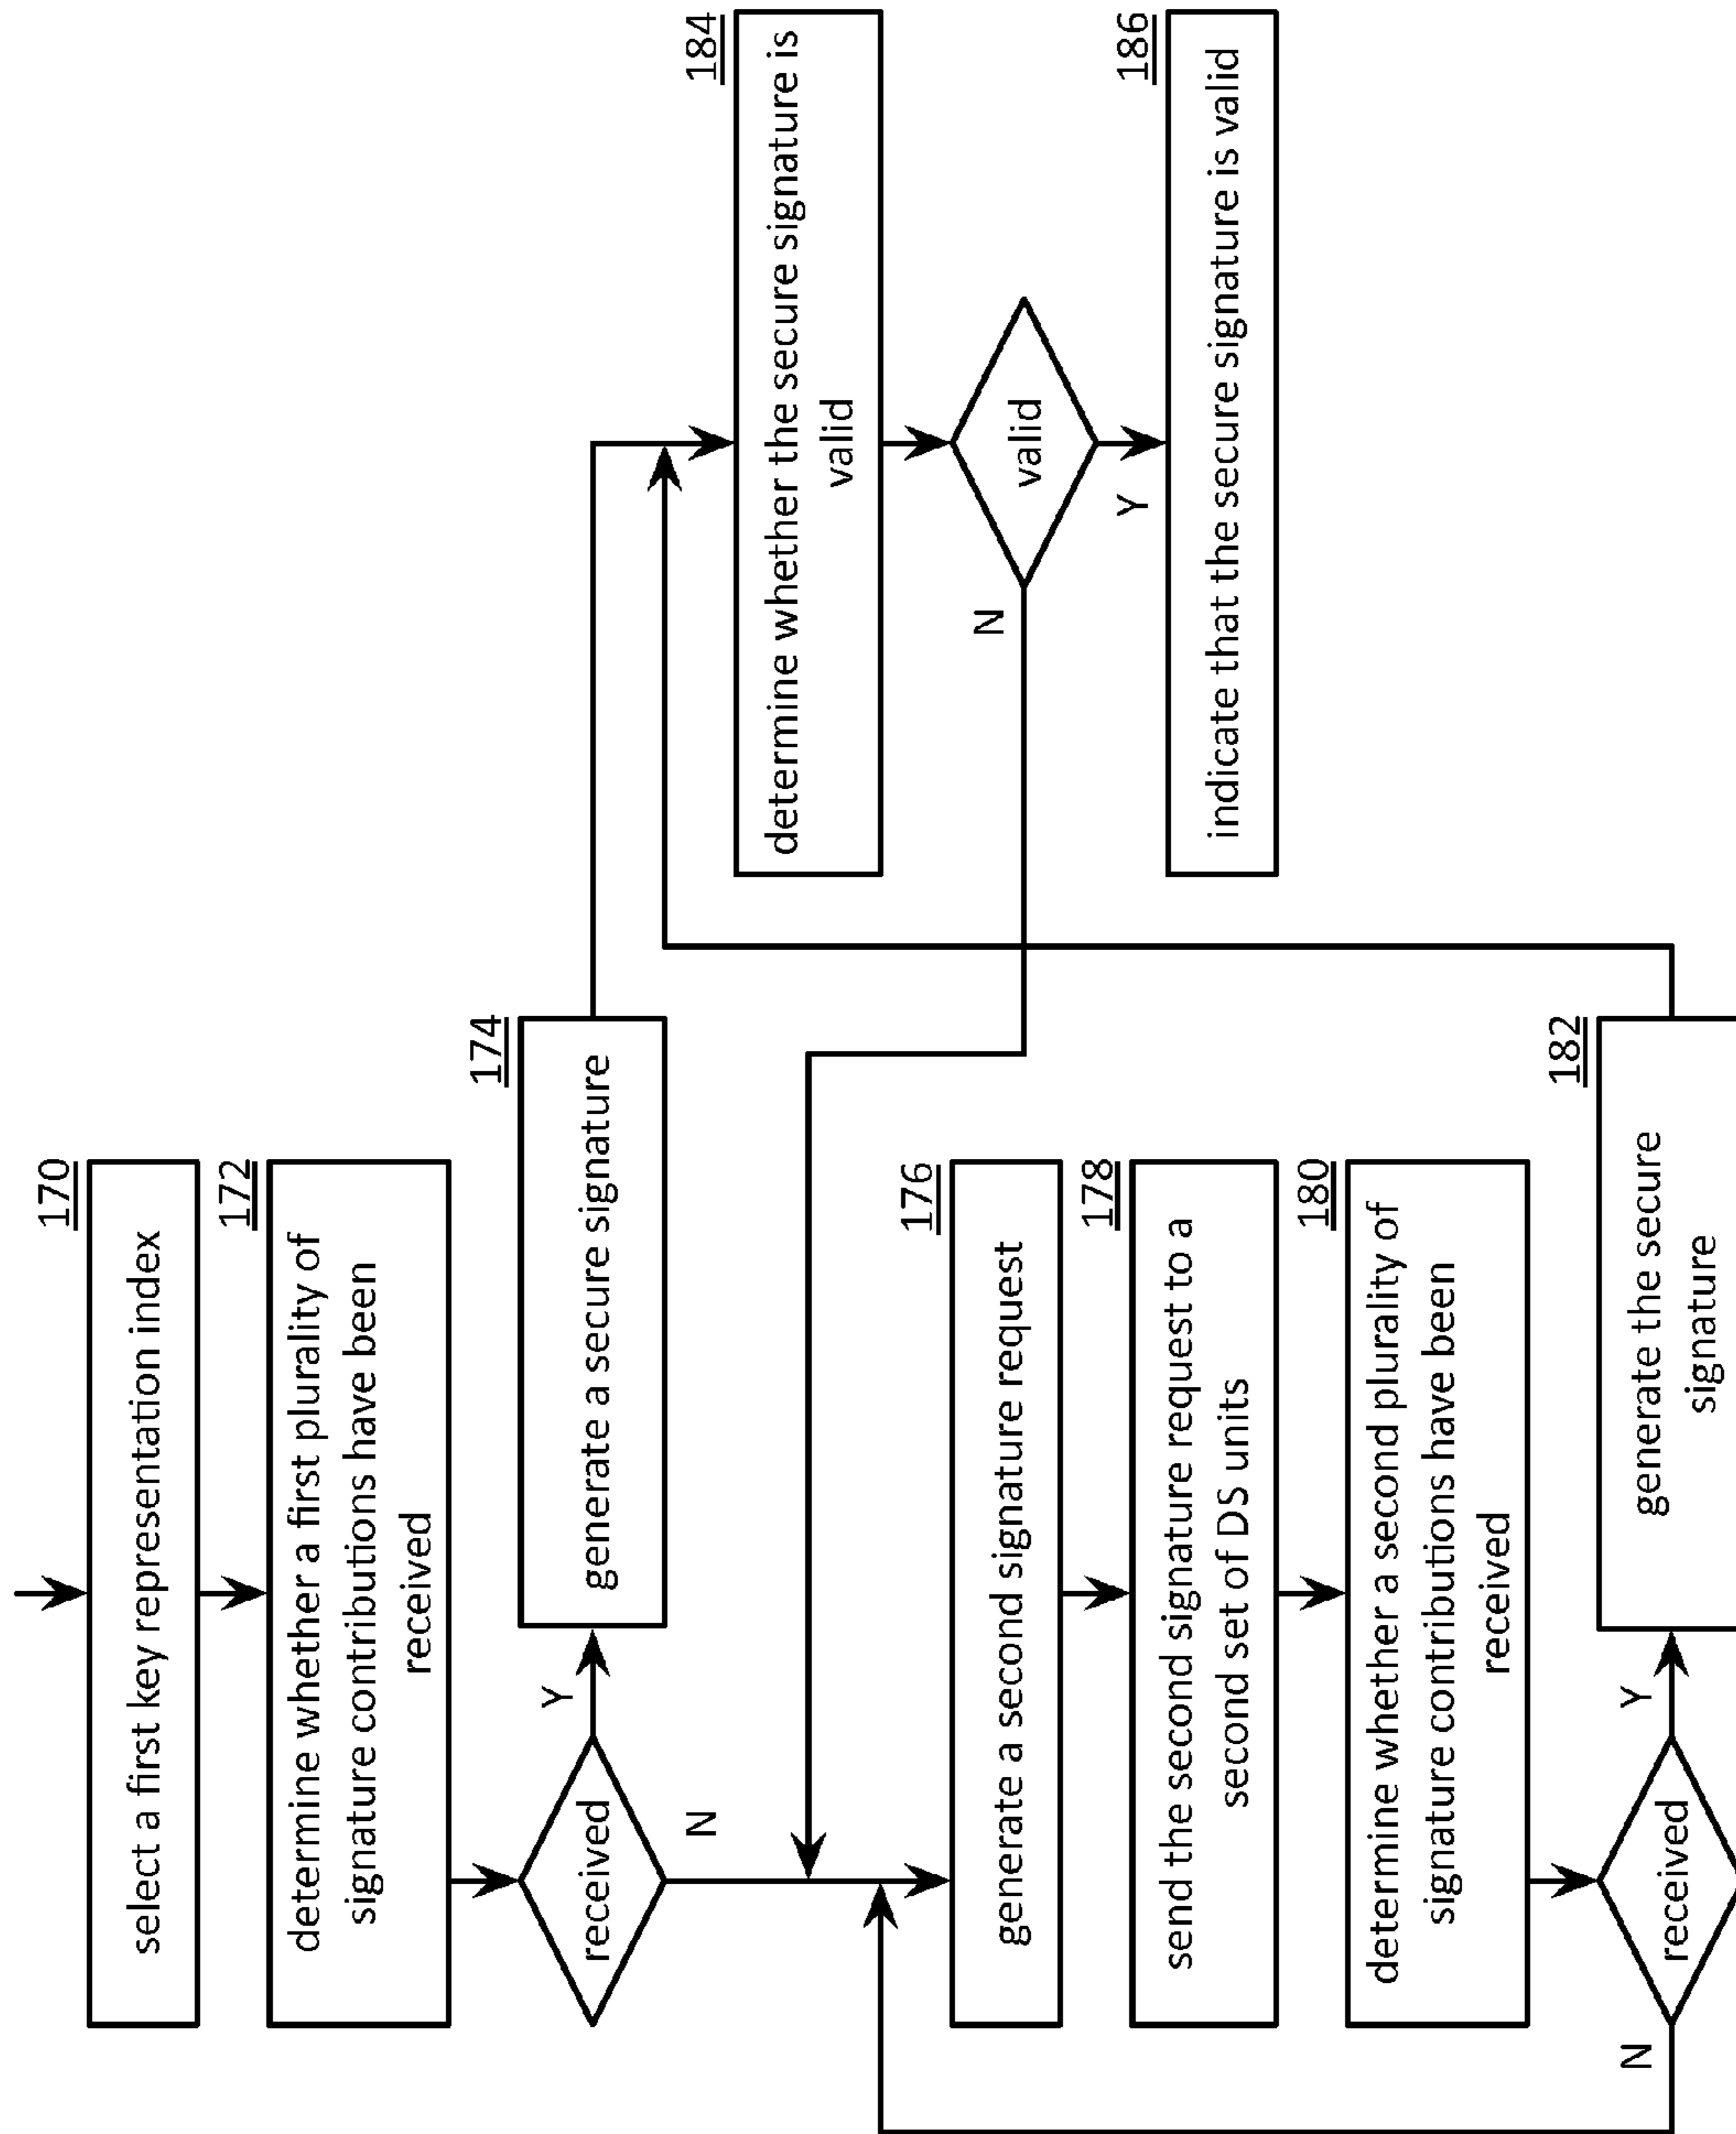 170
select a first key representation index
172
determine whether a first plurality of
signature contributions have been
received
received
Y
N
174
generate a secure signature
176
generate a second signature request
178
send the second signature request to a
second set of DS units
180
determine whether a second plurality of
signature contributions have been
received
received
Y
N
182
generate the secure
signature
184
determine whether the secure signature is
valid
valid
N
Y
186
indicate that the secure signature is valid